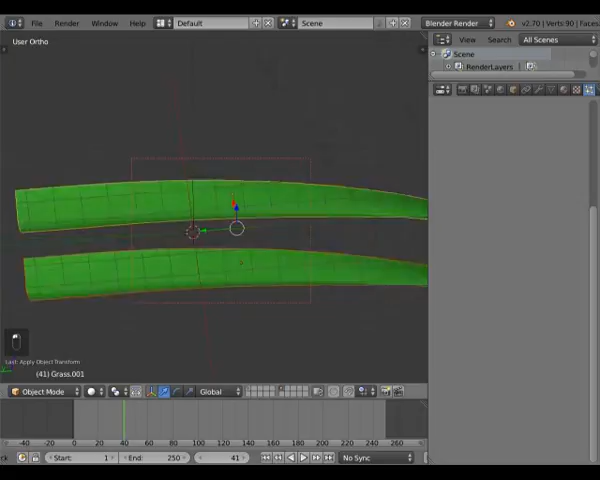 File Render Window Help Default Scene Blender Render v2.70 | Verts 90 | Faces
User Ortho
View Search All Scenes
Scene
RenderLayers
Last: Apply Object Transform
(41) Grass.001
Object Mode Global
-40 -20 0 20 40 60 80 100 120 140 160 180 200 220 240 260
ck Start: 1 End: 250 41 No Sync